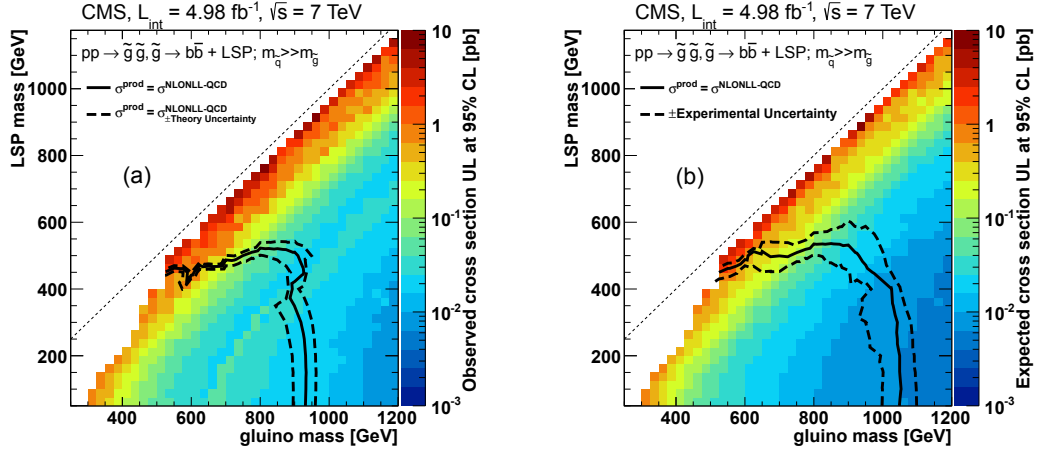 CMS, L_int = 4.98 fb⁻¹, √s = 7 TeV
pp → g̃ g̃, g̃ → bb̄ + LSP; m_q̃>>m_g̃
σ^prod = σ^NLONLL-QCD
σ^prod = σ^NLONLL-QCD_±Theory Uncertainty
(a)
LSP mass [GeV]
1000
800
600
400
200
400 600 800 1000 1200
gluino mass [GeV]
10
1
10⁻¹
10⁻²
10⁻³
Observed cross section UL at 95% CL [pb]
CMS, L_int = 4.98 fb⁻¹, √s = 7 TeV
pp → g̃ g̃, g̃ → bb̄ + LSP; m_q̃>>m_g̃
σ^prod = σ^NLONLL-QCD
±Experimental Uncertainty
(b)
LSP mass [GeV]
1000
800
600
400
200
400 600 800 1000 1200
gluino mass [GeV]
10
1
10⁻¹
10⁻²
10⁻³
Expected cross section UL at 95% CL [pb]